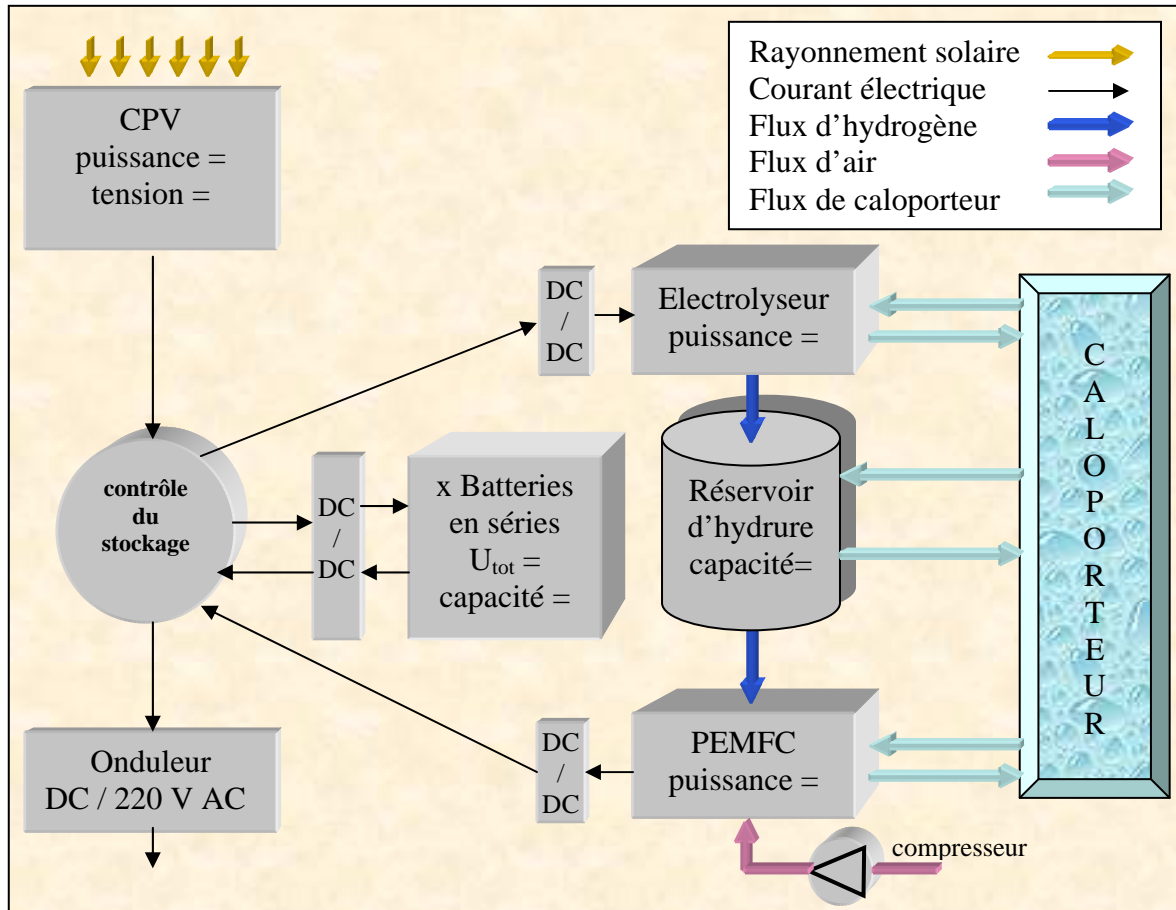 CPV
puissance =
tension =
Rayonnement solaire
Courant électrique
Flux d'hydrogène
Flux d'air
Flux de caloporteur
DC
/
DC
Electrolyseur
puissance =
contrôle
du
stockage
DC
/
DC
x Batteries
en séries
Utot =
capacité =
Réservoir
d'hydrure
capacité=
CALOPORTEUR
Onduleur
DC / 220 V AC
DC
/
DC
PEMFC
puissance =
compresseur